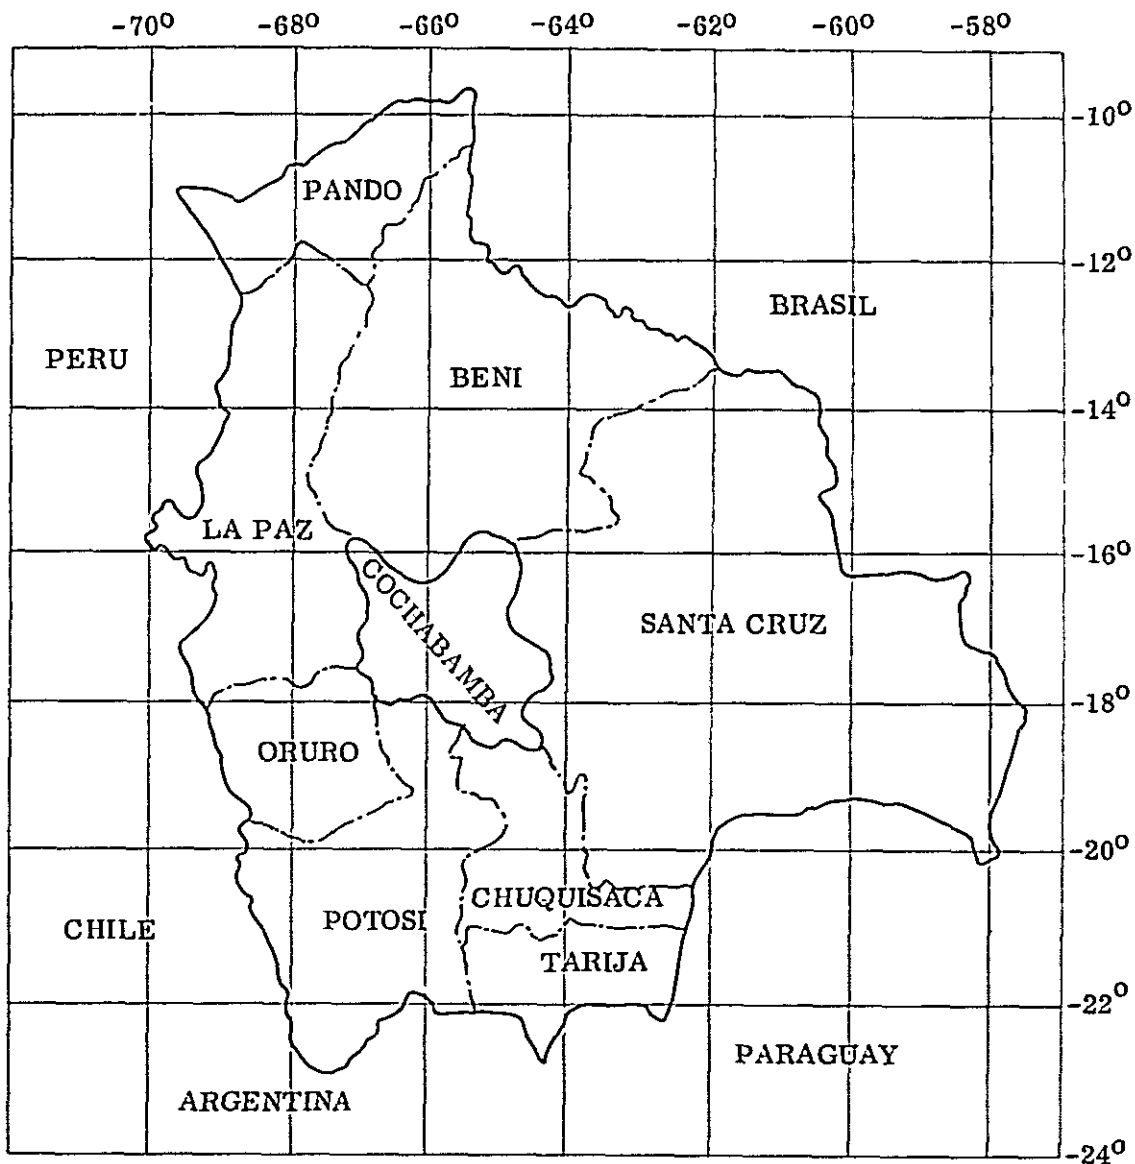 -70° -68° -66° -64° -62° -60° -58°
-10°
PANDO
-12°
BRASIL
PERU
BENI
-14°
LA PAZ
-16°
COCHABAMBA
SANTA CRUZ
-18°
ORURO
-20°
CHUQUISACA
POTOSI
CHILE
TARIJA
-22°
PARAGUAY
ARGENTINA
-24°